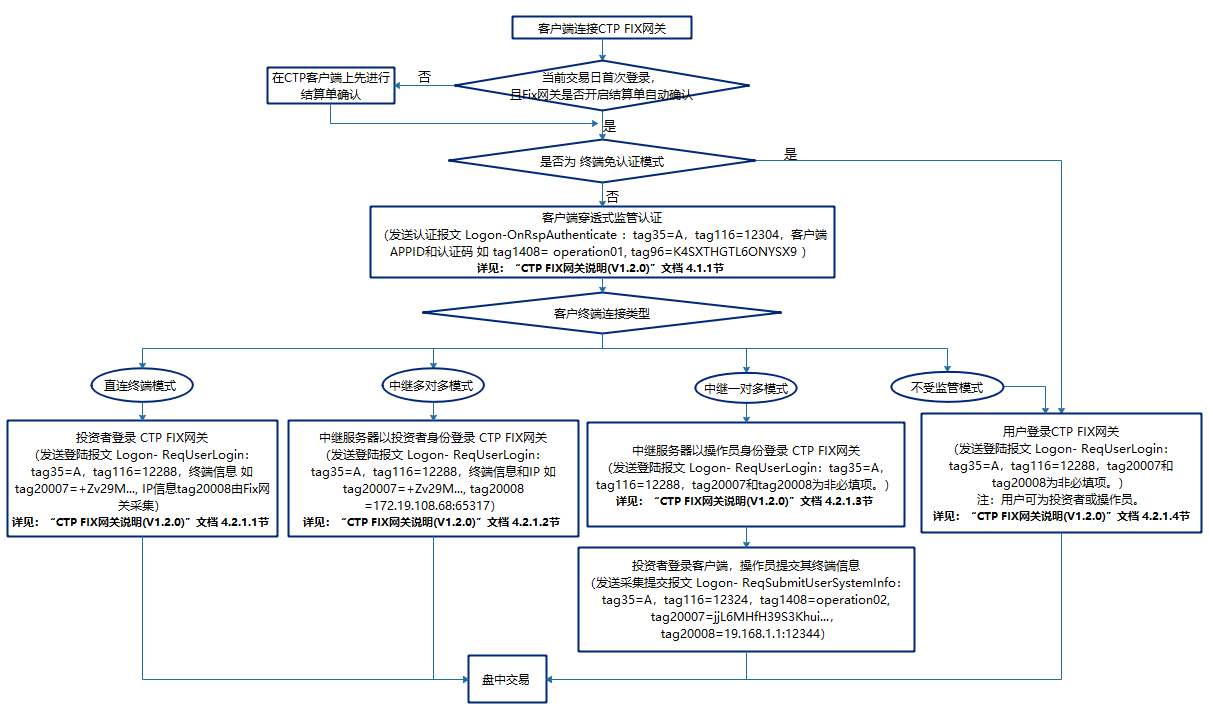 客户端连接CTP FIX网关
当前交易日首次登录，
且Fix网关是否开启结算单自动确认
否
在CTP客户端上先进行
结算单确认
是
是否为 终端免认证模式
是
否
客户端穿透式监管认证
（发送认证报文 Logon-OnRspAuthenticate ：tag35=A，tag116=12304，客户端
APPID和认证码 如 tag1408= operation01, tag96=K4SXTHGTL6ONYSX9 ）
详见：“CTP FIX网关说明(V1.2.0)”文档 4.1.1节
客户终端连接类型
直连终端模式
中继多对多模式
中继一对多模式
不受监管模式
投资者登录 CTP FIX网关
（发送登陆报文 Logon- ReqUserLogin：
tag35=A，tag116=12288，终端信息 如
tag20007=+Zv29M..., IP信息tag20008由Fix网
关采集）
详见：“CTP FIX网关说明(V1.2.0)”文档 4.2.1.1节
中继服务器以投资者身份登录 CTP FIX网关
（发送登陆报文 Logon- ReqUserLogin：
tag35=A，tag116=12288，终端信息和IP 如
tag20007=+Zv29M..., tag20008
=172.19.108.68:65317）
详见：“CTP FIX网关说明(V1.2.0)”文档 4.2.1.2节
中继服务器以操作员身份登录 CTP FIX网关
（发送登陆报文 Logon- ReqUserLogin：tag35=A，
tag116=12288，tag20007和tag20008为非必填项。）
详见：“CTP FIX网关说明(V1.2.0)”文档 4.2.1.3节
用户登录CTP FIX网关
（发送登陆报文 Logon- ReqUserLogin：
tag35=A，tag116=12288，tag20007和
tag20008为非必填项。）
注：用户可为投资者或操作员。
详见：“CTP FIX网关说明(V1.2.0)”文档 4.2.1.4节
投资者登录客户端，操作员提交其终端信息
（发送采集提交报文 Logon- ReqSubmitUserSystemInfo：
tag35=A，tag116=12324，tag1408=operation02,
tag20007=jjL6MHfH39S3Khui...，
tag20008=19.168.1.1:12344）
盘中交易